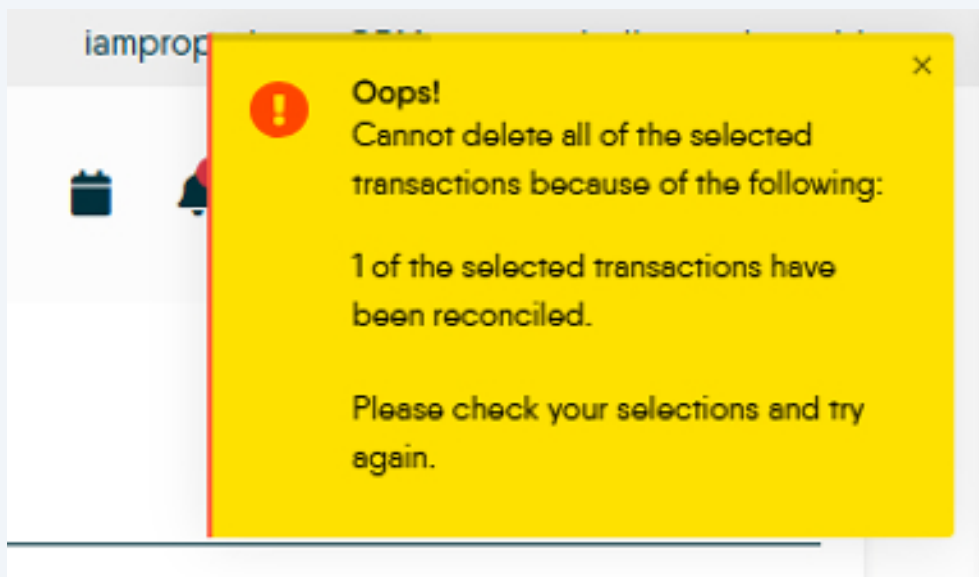 iamprop
Oops!
Cannot delete all of the selected
transactions because of the following:
1 of the selected transactions have
been reconciled.
Please check your selections and try
again.